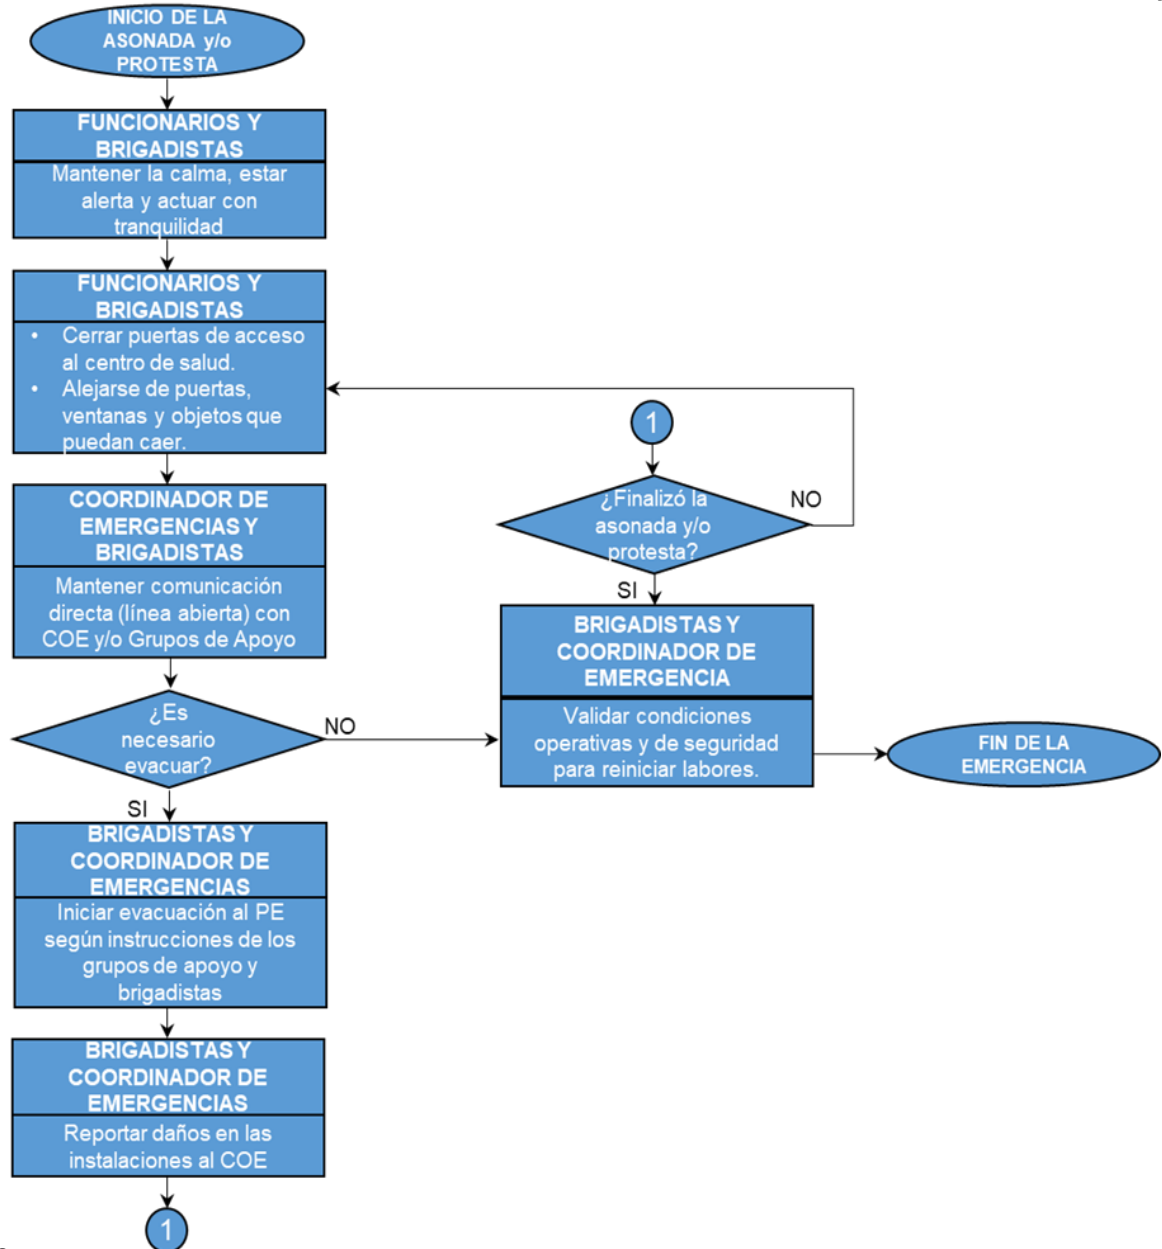 INICIO DE LA
ASONADA y/o
PROTESTA
FUNCIONARIOS Y
BRIGADISTAS
Mantener la calma, estar
alerta y actuar con
tranquilidad
FUNCIONARIOS Y
BRIGADISTAS
• Cerrar puertas de acceso
al centro de salud.
• Alejarse de puertas,
ventanas y objetos que
puedan caer.
COORDINADOR DE
EMERGENCIAS Y
BRIGADISTAS
Mantener comunicación
directa (línea abierta) con
COE y/o Grupos de Apoyo
¿Es
necesario
evacuar?
NO
SI
BRIGADISTAS Y
COORDINADOR DE
EMERGENCIAS
Iniciar evacuación al PE
según instrucciones de los
grupos de apoyo y
brigadistas
BRIGADISTAS Y
COORDINADOR DE
EMERGENCIAS
Reportar daños en las
instalaciones al COE
1
1
¿Finalizó la
asonada y/o
protesta?
NO
SI
BRIGADISTAS Y
COORDINADOR DE
EMERGENCIA
Validar condiciones
operativas y de seguridad
para reiniciar labores.
FIN DE LA
EMERGENCIA